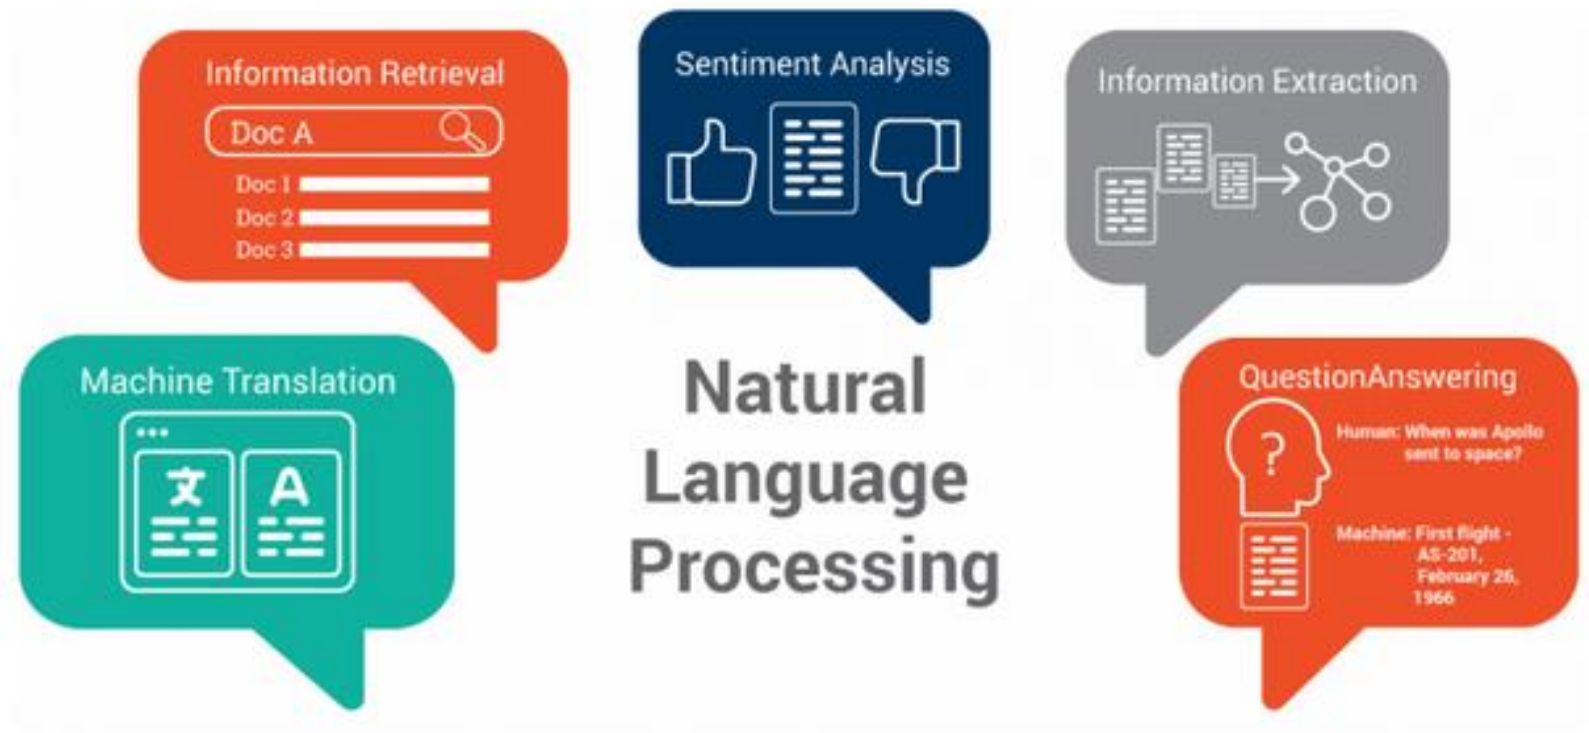 Information Retrieval
Doc A
Doc 1
Doc 2
Doc 3
Sentiment Analysis
Information Extraction
Machine Translation
文
A
Natural
Language
Processing
QuestionAnswering
?
Human: When was Apollo
sent to space?
Machine: First flight -
AS-201,
February 26,
1966